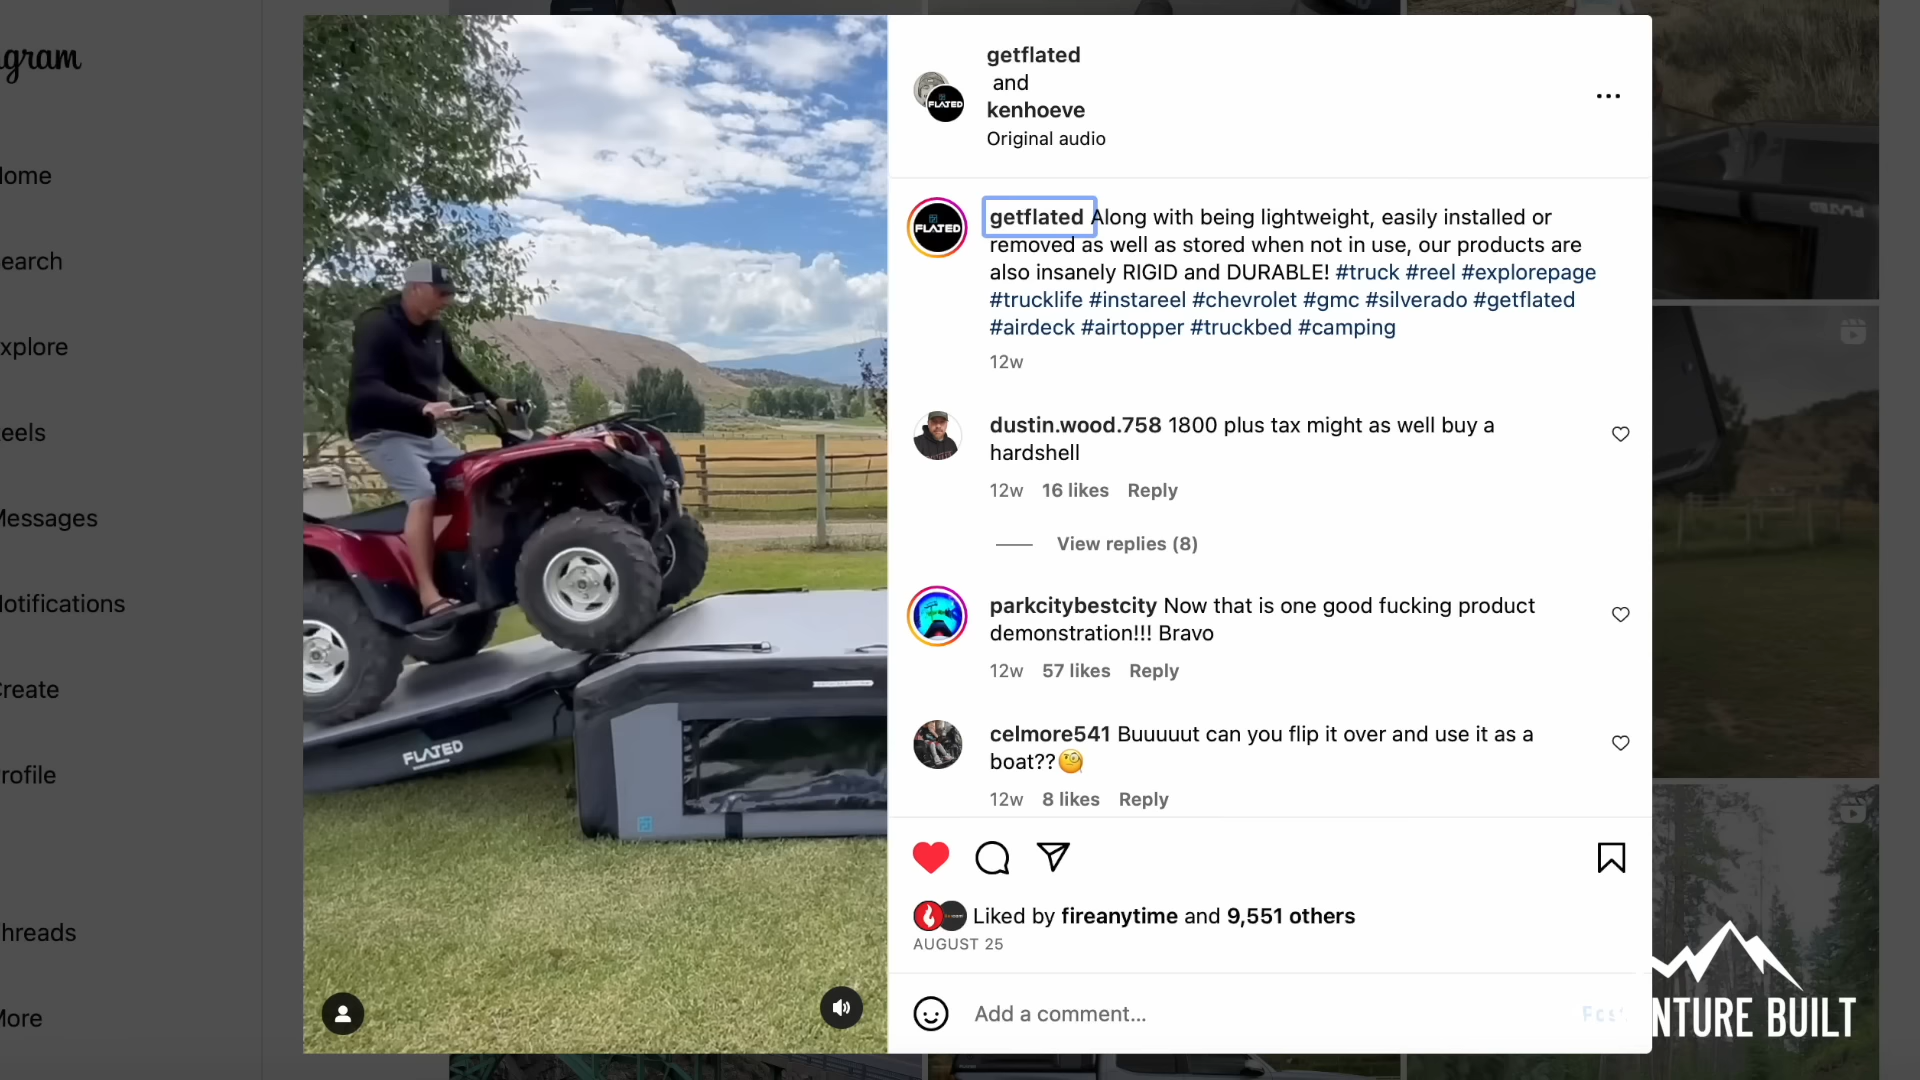 gram
ome
earch
xplore
eels
Messages
otifications
reate
rofile
hreads
More
FLATED
getflated
and
kenhoeve
Original audio
FLATED
FLATED
getflated Along with being lightweight, easily installed or
removed as well as stored when not in use, our products are
also insanely RIGID and DURABLE! #truck #reel #explorepage
#trucklife #instareel #chevrolet #gmc #silverado #getflated
#airdeck #airtopper #truckbed #camping
12w
dustin.wood.758 1800 plus tax might as well buy a
hardshell
12w 16 likes Reply
View replies (8)
parkcitybestcity Now that is one good fucking product
demonstration!!! Bravo
12w 57 likes Reply
celmore541 Buuuuut can you flip it over and use it as a
boat??🧐
12w 8 likes Reply
Liked by fireanytime and 9,551 others
AUGUST 25
Add a comment...
Post
NTURE BUILT